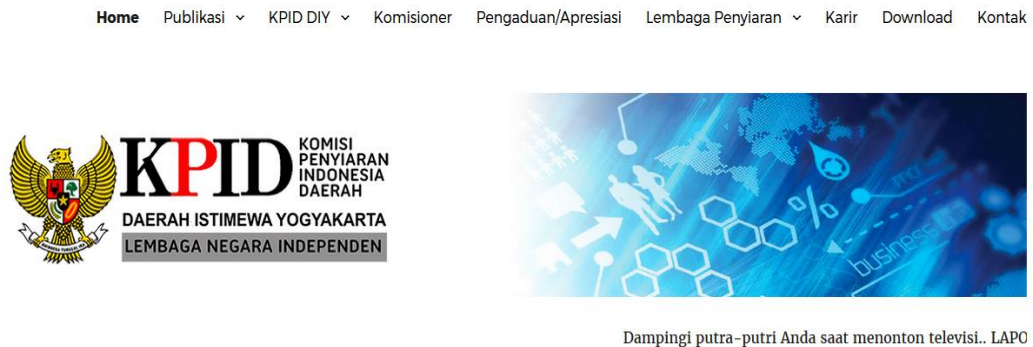 Home Publikasi KPID DIY Komisioner Pengaduan/Apresiasi Lembaga Penyiaran Karir Download Kontak
KPID
KOMISI
PENYIARAN
INDONESIA
DAERAH
DAERAH ISTIMEWA YOGYAKARTA
LEMBAGA NEGARA INDEPENDEN
%
business
Dampingi putra-putri Anda saat menonton televisi.. LAPO